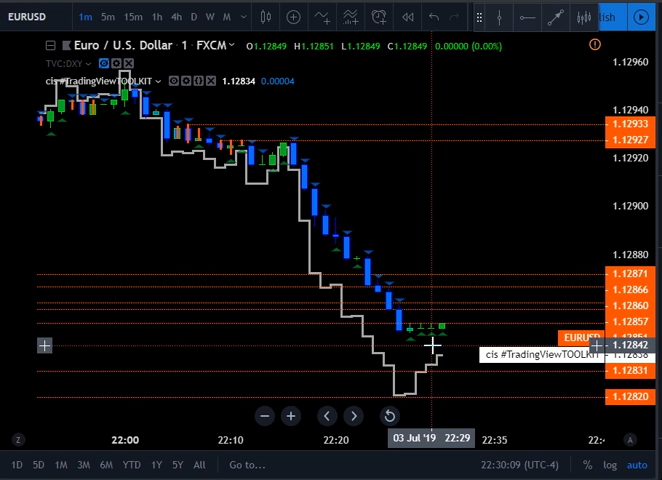 EURUSD 1m 5m 15m 1h 4h D W M lish
Euro / U.S. Dollar · 1 · FXCM O1.12849 H1.12851 L1.12849 C1.12849 0.00000 (0.00%)
TVC:DXY
cis #TradingViewTOOLKIT 1.12834 0.00004
1.12960
1.12940
1.12933
1.12927
1.12920
1.12900
1.12880
1.12871
1.12866
1.12860
1.12857
EURUSD
1.12842
cis #TradingViewTOOLKIT
1.12831
1.12820
Z 22:00 22:10 22:20 03 Jul '19 22:29 22:35 A
1D 5D 1M 3M 6M YTD 1Y 5Y All Go to... 22:30:09 (UTC-4) % log auto